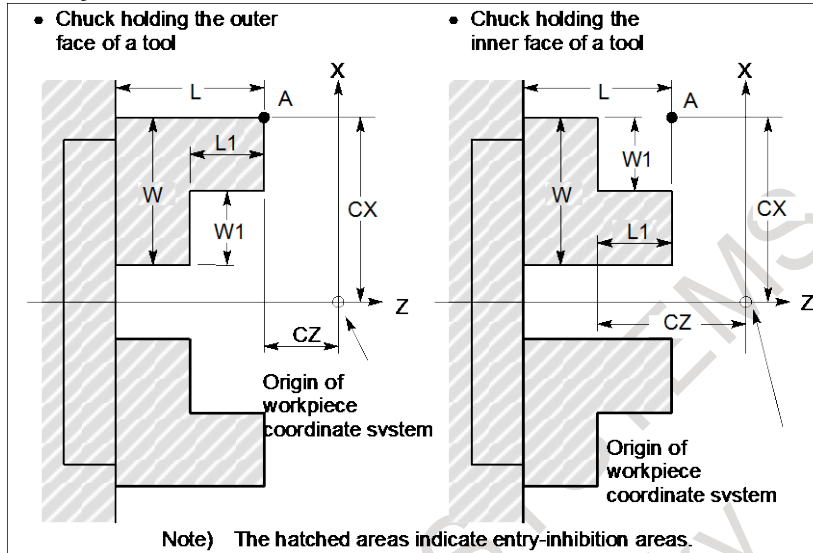 • Chuck holding the outer
face of a tool
• Chuck holding the
inner face of a tool
X
L
A
L1
W
W1
CX
Z
CZ
Origin of
workpiece
coordinate svstem
X
L
A
W1
W
CX
L1
Z
CZ
Origin of
workpiece
coordinate svstem
Note) The hatched areas indicate entry-inhibition areas.